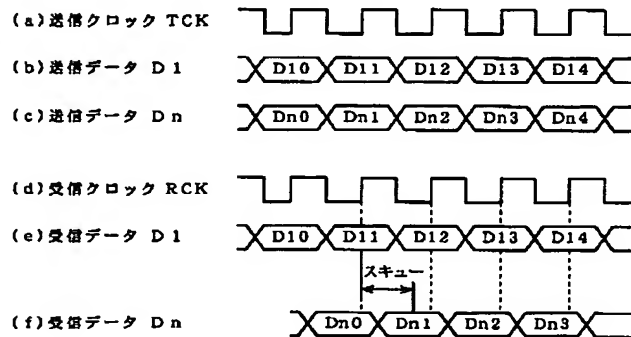 (a)送信クロック TCK
(b)送信データ D1 D10 D11 D12 D13 D14
(c)送信データ Dn Dn0 Dn1 Dn2 Dn3 Dn4
(d)受信クロック RCK
(e)受信データ D1 D10 D11 D12 D13 D14
スキュー
(f)受信データ Dn Dn0 Dn1 Dn2 Dn3